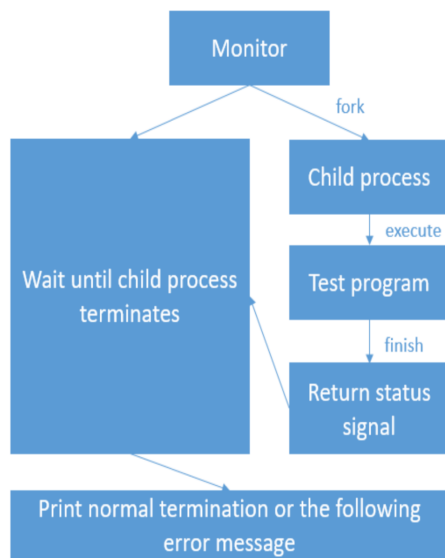 Monitor
fork
Child process
execute
Wait until child process
terminates
Test program
finish
Return status
signal
Print normal termination or the following
error message